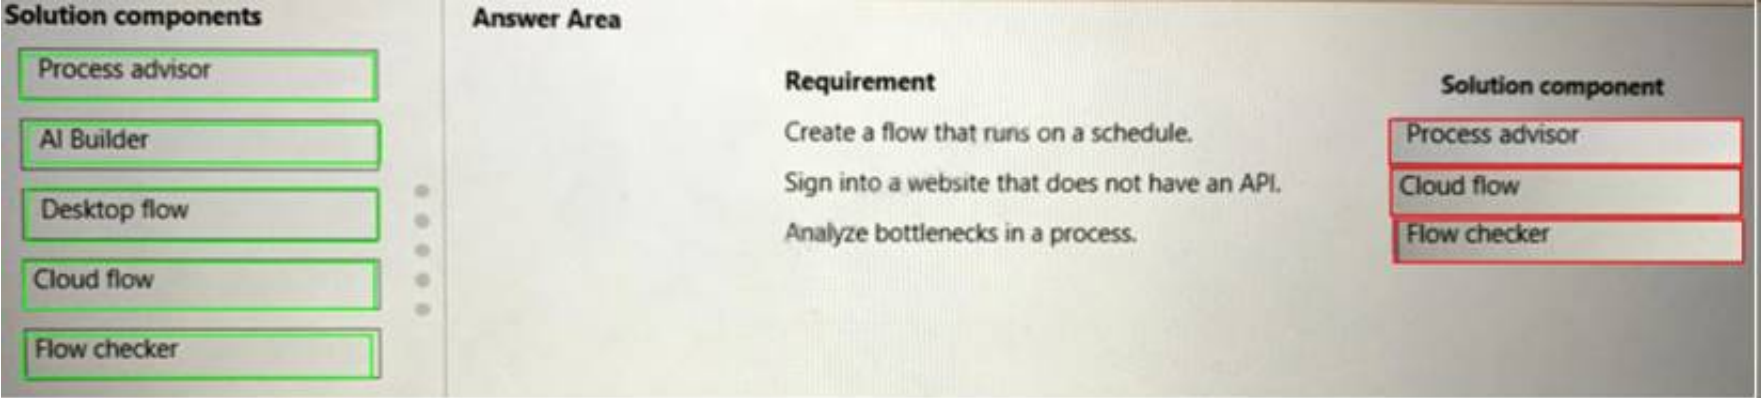 Solution components
Process advisor
AI Builder
Desktop flow
Cloud flow
Flow checker
Answer Area
Requirement
Solution component
Create a flow that runs on a schedule.
Process advisor
Sign into a website that does not have an API.
Cloud flow
Analyze bottlenecks in a process.
Flow checker